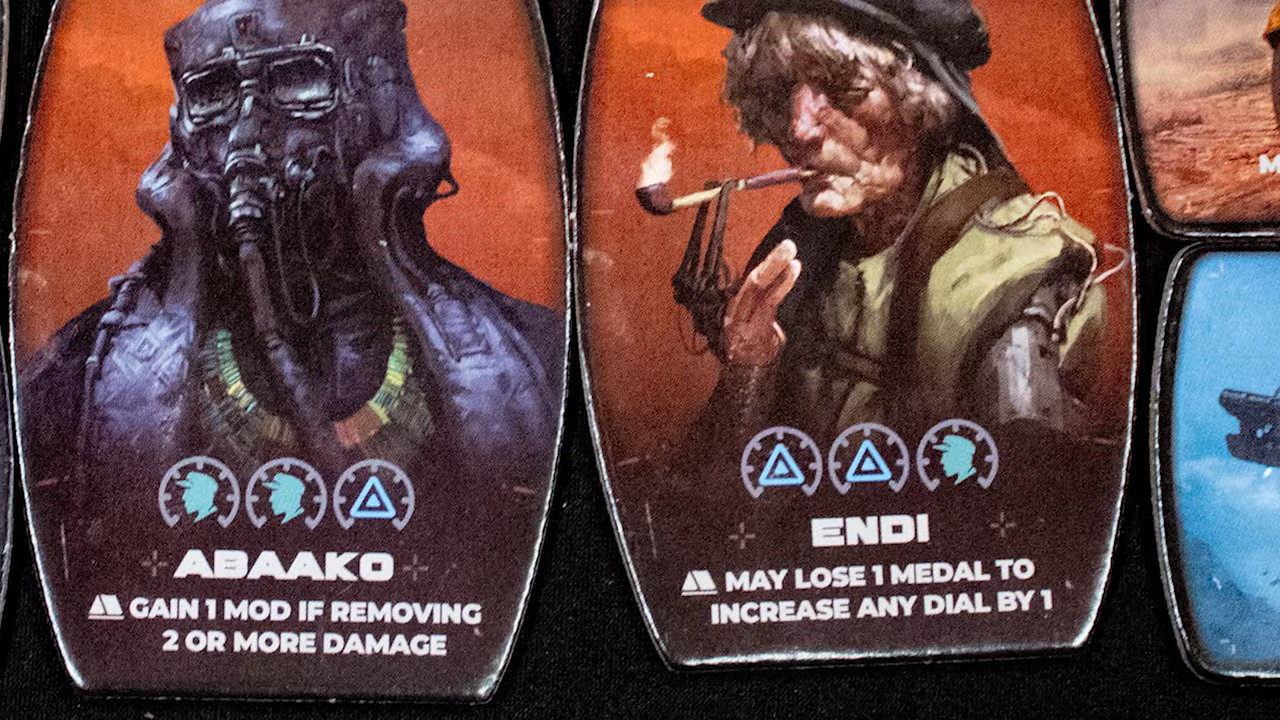 ABAAKO
GAIN 1 MOD IF REMOVING
2 OR MORE DAMAGE
ENDI
MAY LOSE 1 MEDAL TO
INCREASE ANY DIAL BY 1